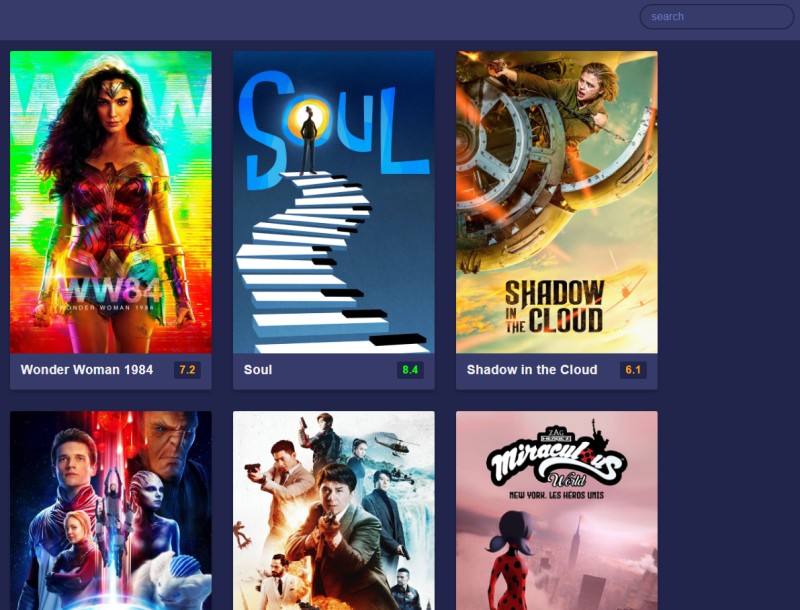 search
WOW
SOUL
WW84
WONDER WOMAN 1984
SHADOW
IN THE CLOUD
Wonder Woman 1984 7.2
Soul 8.4
Shadow in the Cloud 6.1
ZAG
HEROEZ
Miraculous
World
NEW YORK, LES HÉROS UNIS